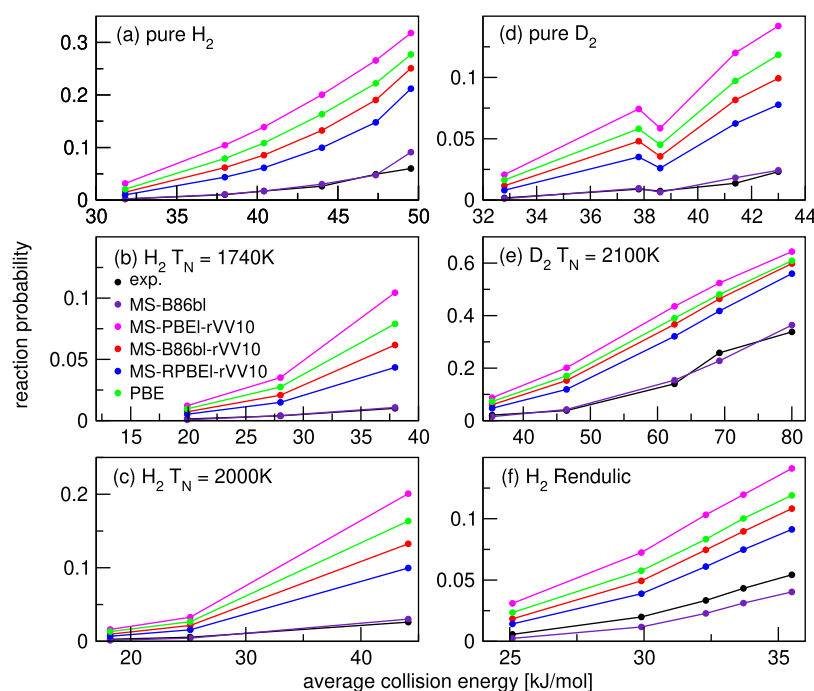 (a) pure H2
0.3
0.2
0.1
0
30 35 40 45 50
(d) pure D2
0.1
0.05
0
32 34 36 38 40 42 44
reaction probability
(b) H2 TN = 1740K
exp.
MS-B86bl
MS-PBEl-rVV10
MS-B86bl-rVV10
MS-RPBEl-rVV10
PBE
0.1
0.05
0
15 20 25 30 35 40
(e) D2 TN = 2100K
0.6
0.4
0.2
0
40 50 60 70 80
(c) H2 TN = 2000K
0.2
0.1
0
20 25 30 35 40 45
(f) H2 Rendulic
0.1
0.05
0
25 30 35
average collision energy [kJ/mol]